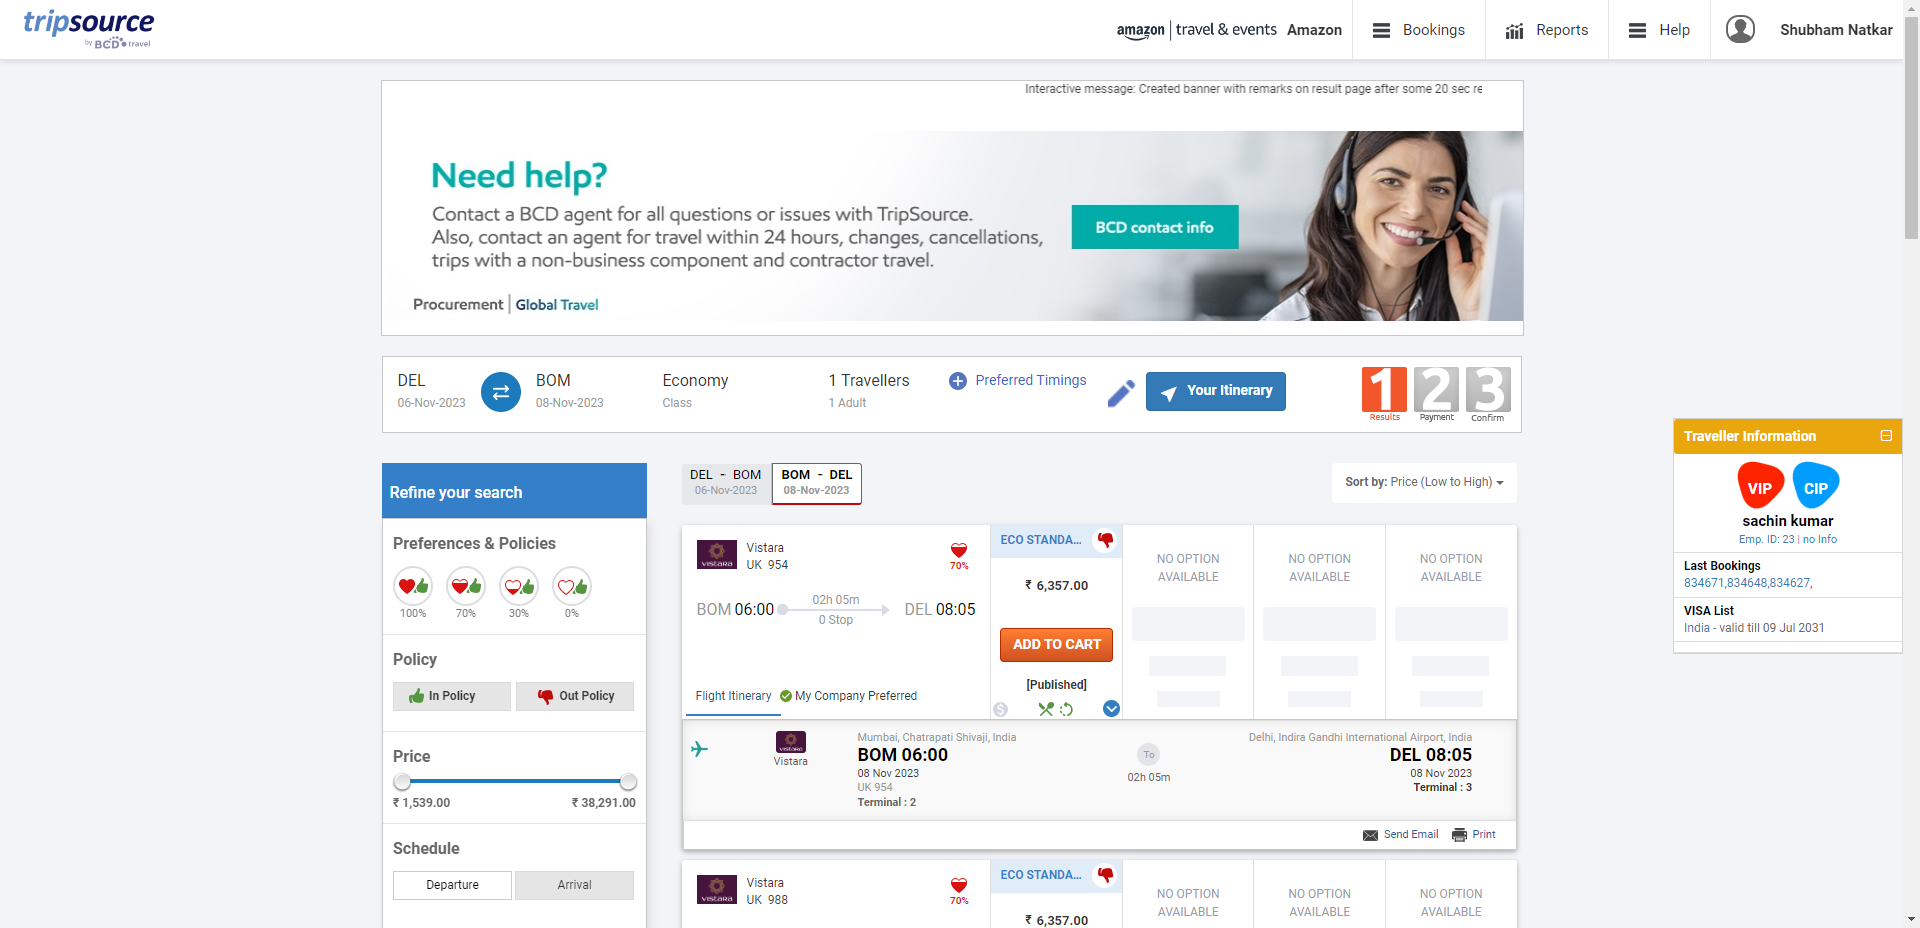 tripsource
by BCD travel
amazon | travel & events Amazon
Bookings
Reports
Help
Shubham Natkar
Interactive message: Created banner with remarks on result page after some 20 sec re
Need help?
Contact a BCD agent for all questions or issues with TripSource.
Also, contact an agent for travel within 24 hours, changes, cancellations,
trips with a non-business component and contractor travel.
BCD contact info
Procurement | Global Travel
DEL
06-Nov-2023
BOM
08-Nov-2023
Economy
Class
1 Travellers
1 Adult
Preferred Timings
Your Itinerary
1 2 3
Results Payment Confirm
Traveller Information
VIP CIP
sachin kumar
Emp. ID: 23 | no Info
Last Bookings
834671,834648,834627,
VISA List
India - valid till 09 Jul 2031
Refine your search
Preferences & Policies
100% 70% 30% 0%
Policy
In Policy Out Policy
Price
₹ 1,539.00 ₹ 38,291.00
Schedule
Departure Arrival
DEL - BOM
06-Nov-2023
BOM - DEL
08-Nov-2023
Sort by: Price (Low to High)
VISTARA
Vistara
UK 954
70%
BOM 06:00
02h 05m
0 Stop
DEL 08:05
Flight Itinerary
My Company Preferred
ECO STANDA...
₹ 6,357.00
ADD TO CART
[Published]
$
NO OPTION
AVAILABLE
NO OPTION
AVAILABLE
NO OPTION
AVAILABLE
VISTARA
Vistara
Mumbai, Chatrapati Shivaji, India
BOM 06:00
08 Nov 2023
UK 954
Terminal : 2
To
02h 05m
Delhi, Indira Gandhi International Airport, India
DEL 08:05
08 Nov 2023
Terminal : 3
Send Email
Print
VISTARA
Vistara
UK 988
70%
ECO STANDA...
₹ 6,357.00
NO OPTION
AVAILABLE
NO OPTION
AVAILABLE
NO OPTION
AVAILABLE